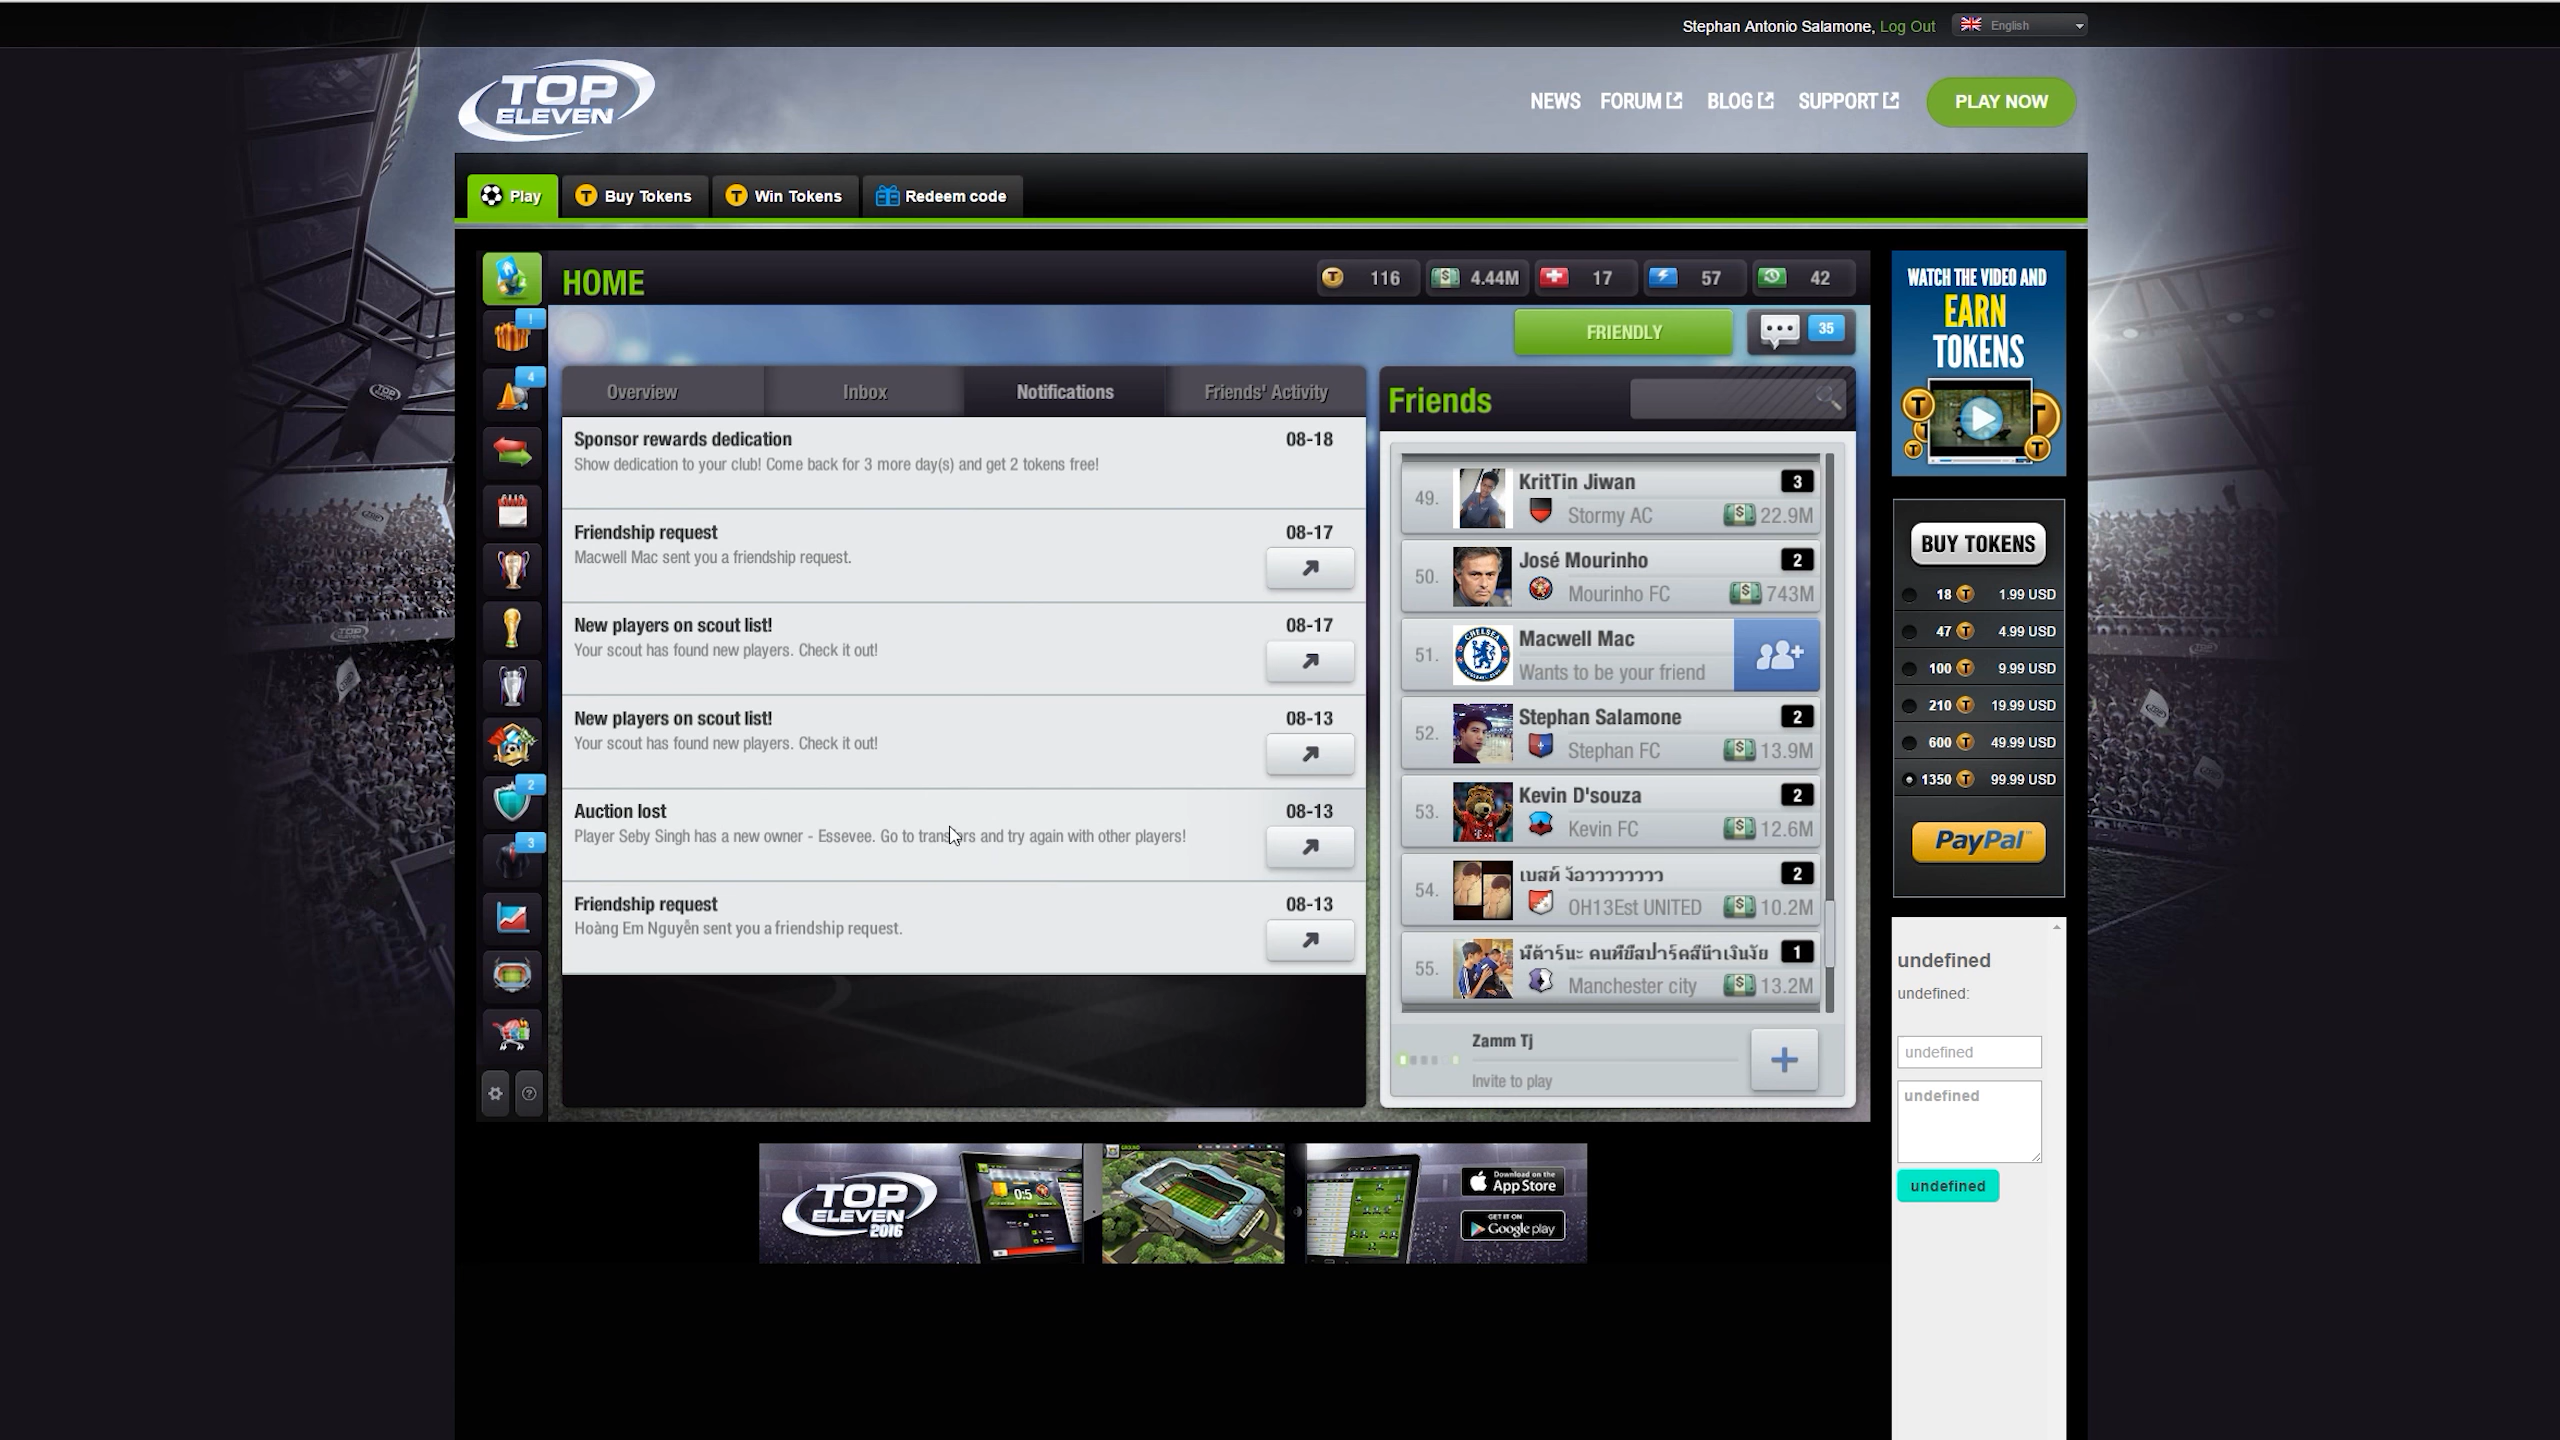 Stephan Antonio Salamone, Log Out
English
TOP
ELEVEN
NEWS
FORUM
BLOG
SUPPORT
PLAY NOW
Play
Buy Tokens
Win Tokens
Redeem code
HOME
116
4.44M
17
57
42
FRIENDLY
35
Overview
Inbox
Notifications
Friends' Activity
Sponsor rewards dedication
08-18
Show dedication to your club! Come back for 3 more day(s) and get 2 tokens free!
Friendship request
08-17
Macwell Mac sent you a friendship request.
New players on scout list!
08-17
Your scout has found new players. Check it out!
New players on scout list!
08-13
Your scout has found new players. Check it out!
Auction lost
08-13
Player Seby Singh has a new owner - Essevee. Go to transfers and try again with other players!
Friendship request
08-13
Hoàng Em Nguyễn sent you a friendship request.
!
4
2
3
Friends
49.
KritTin Jiwan
3
Stormy AC
22.9M
50.
José Mourinho
2
Mourinho FC
743M
51.
Macwell Mac
Wants to be your friend
52.
Stephan Salamone
2
Stephan FC
13.9M
53.
Kevin D'souza
2
Kevin FC
12.6M
54.
2
OH13Est UNITED
10.2M
55.
1
Manchester city
13.2M
Zamm Tj
Invite to play
WATCH THE VIDEO AND
EARN
TOKENS
BUY TOKENS
18 T 1.99 USD
47 T 4.99 USD
100 T 9.99 USD
210 T 19.99 USD
600 T 49.99 USD
1350 T 99.99 USD
PayPal
undefined
undefined:
undefined
undefined
undefined
TOP
ELEVEN
2016
0:5
Download on the
App Store
GET IT ON
Google play